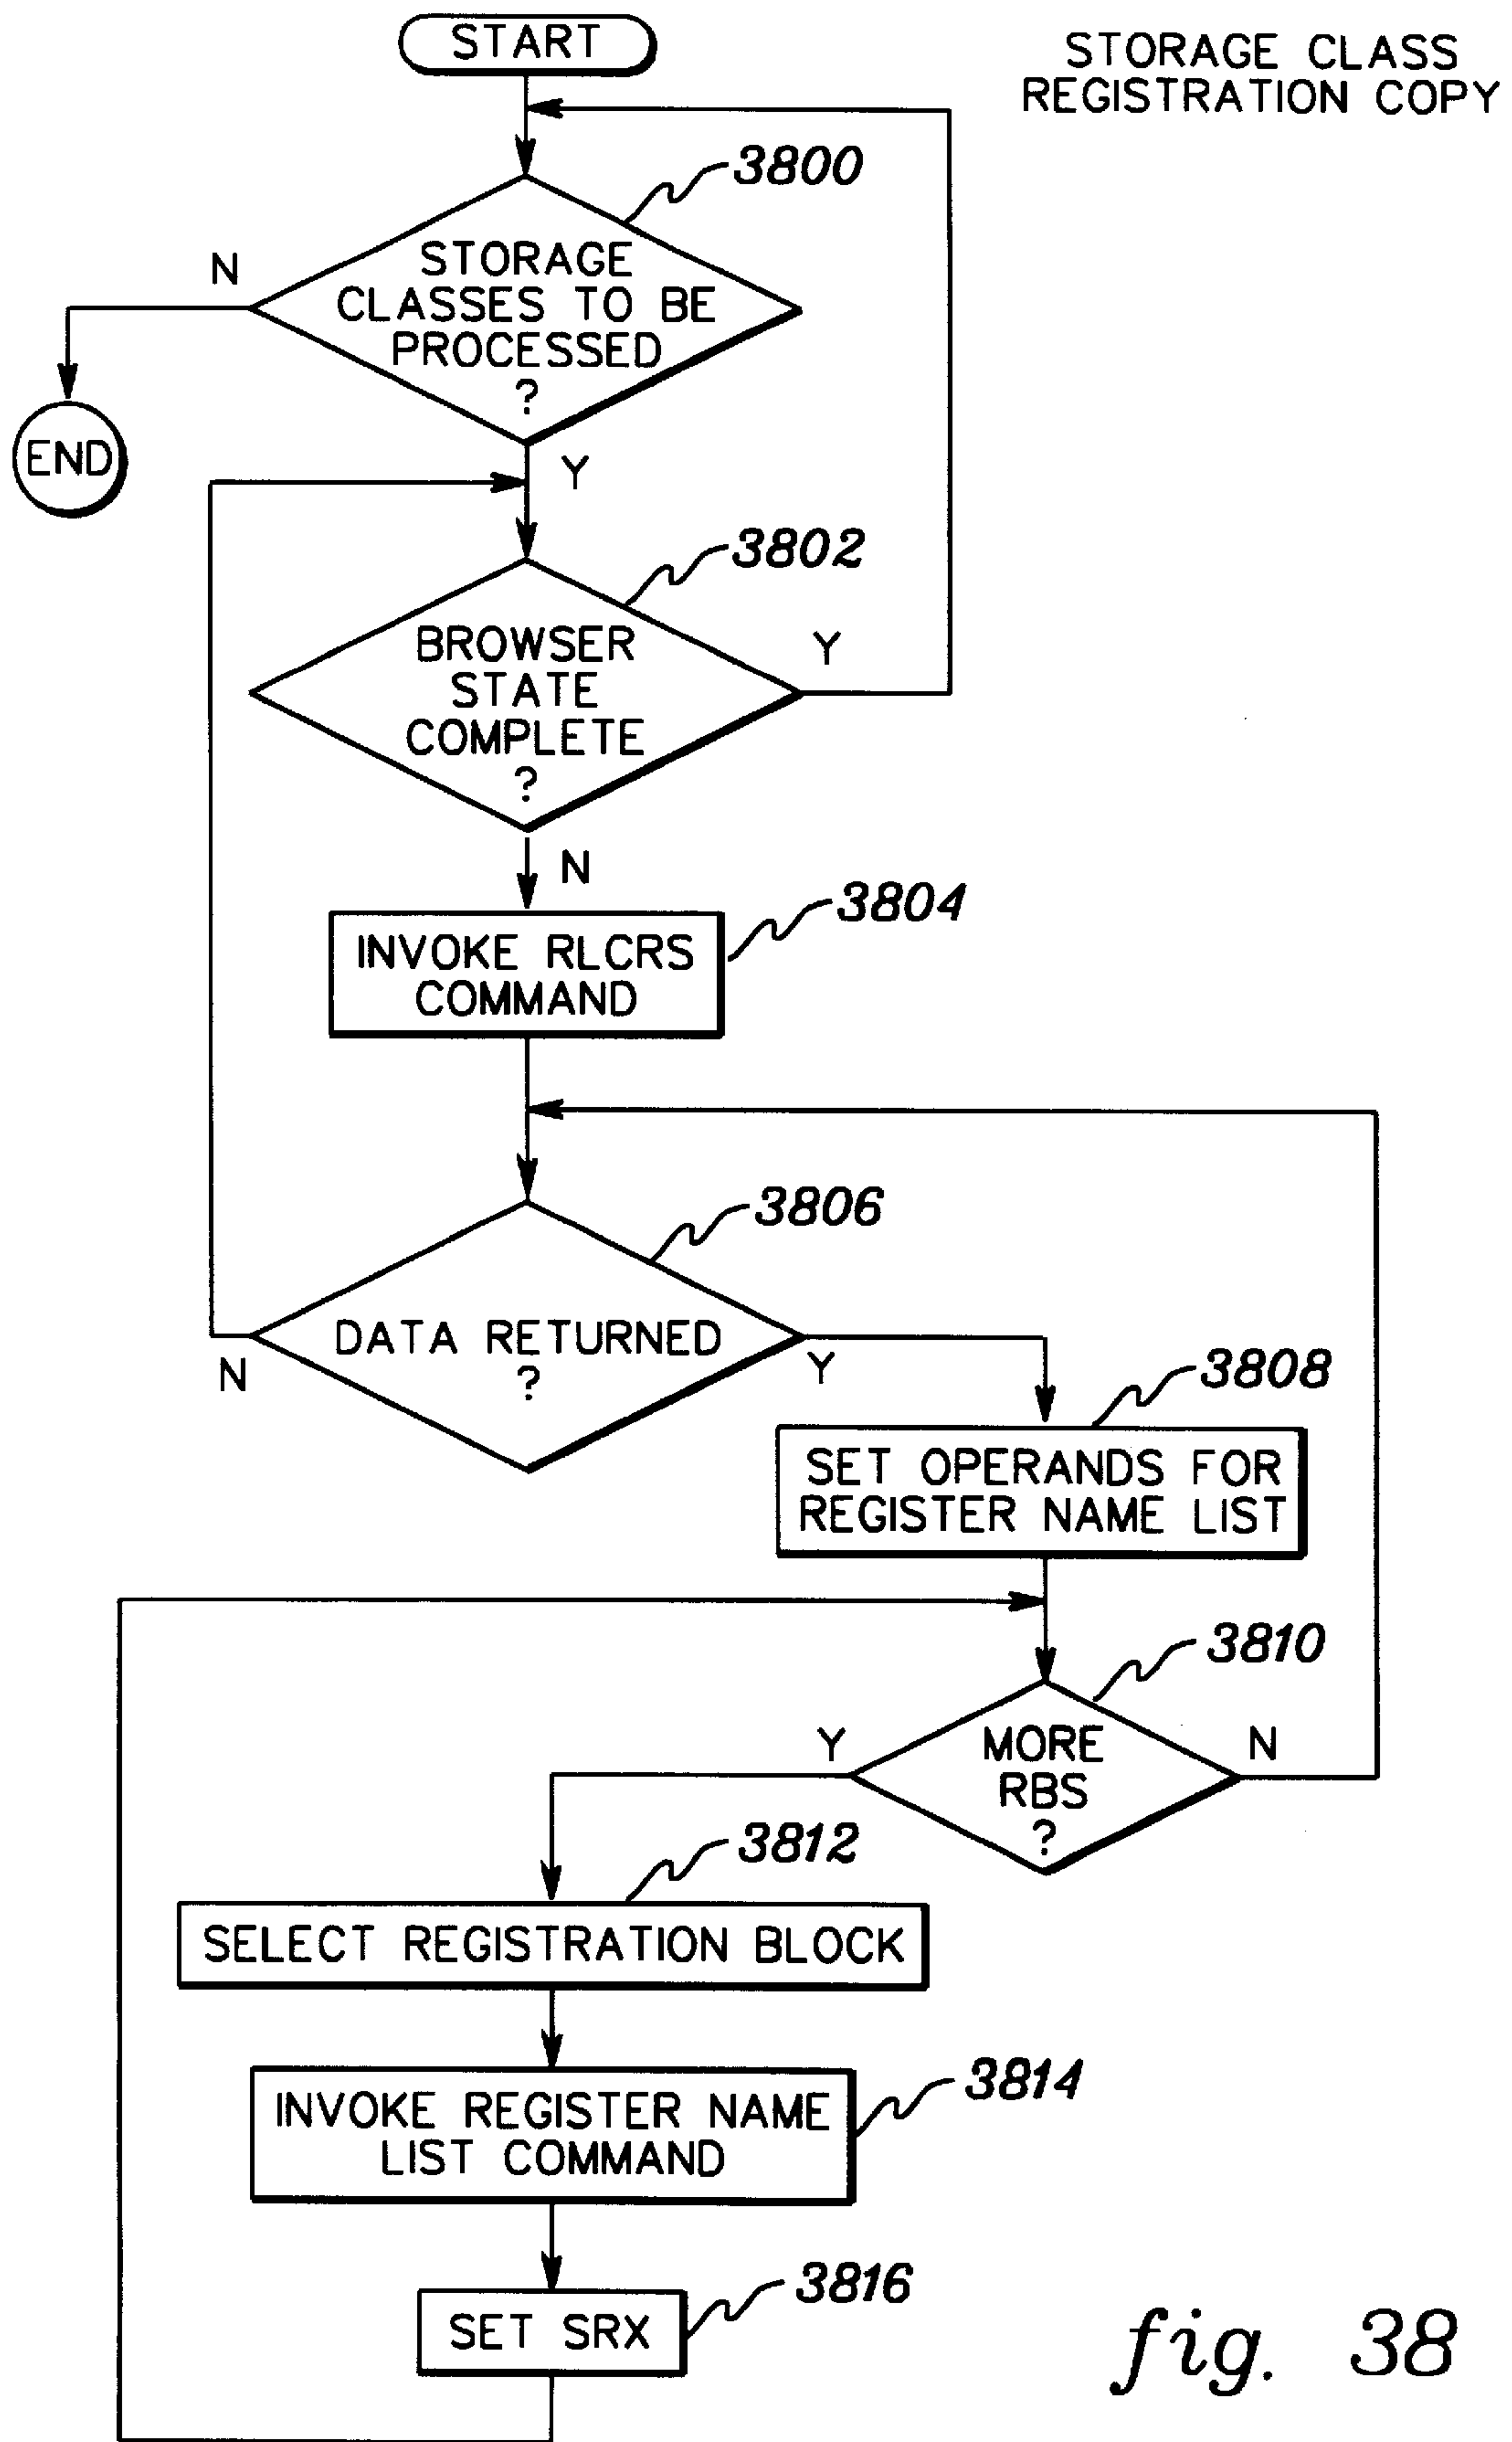 START
STORAGE CLASS
REGISTRATION COPY
3800
STORAGE
CLASSES TO BE
PROCESSED
?
N
END
Y
3802
BROWSER
STATE
COMPLETE
?
Y
N
3804
INVOKE RLCRS
COMMAND
3806
DATA RETURNED
?
N
Y
3808
SET OPERANDS FOR
REGISTER NAME LIST
3810
MORE
RBS
?
Y
N
3812
SELECT REGISTRATION BLOCK
3814
INVOKE REGISTER NAME
LIST COMMAND
3816
SET SRX
fig. 38